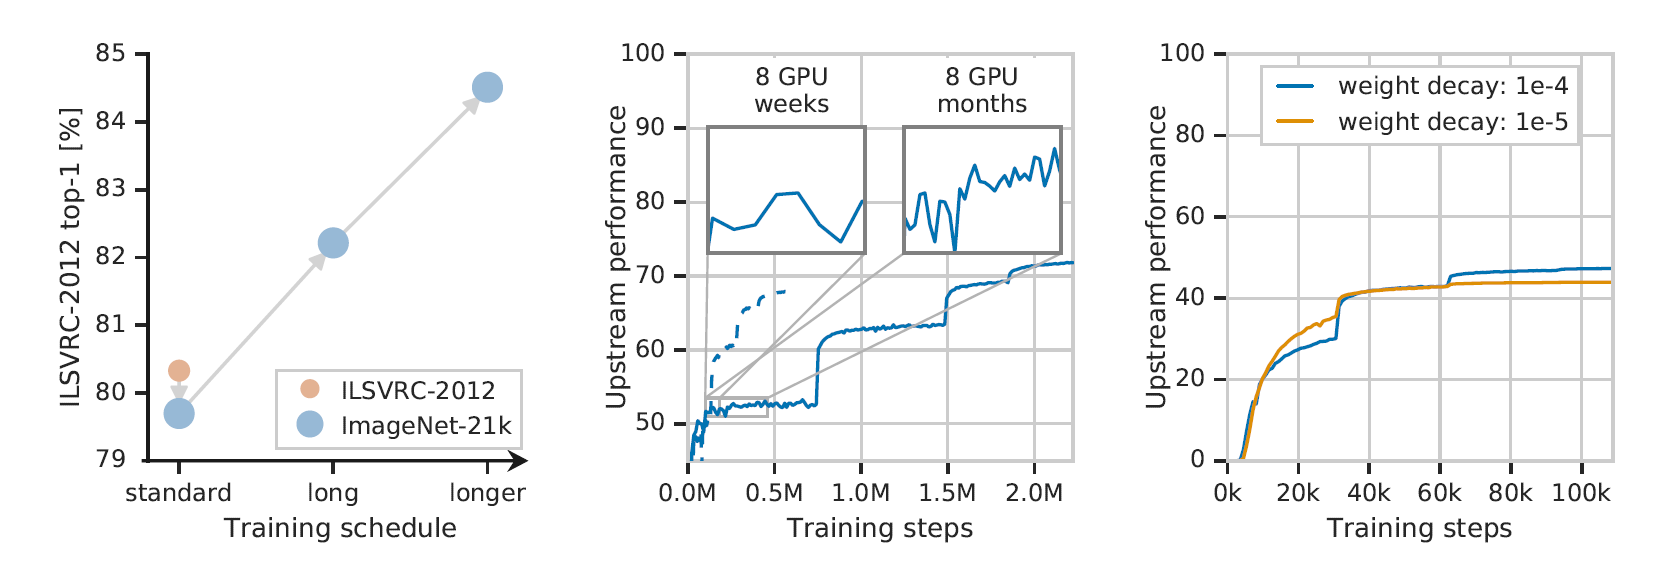 ILSVRC-2012 top-1 [%]
85
84
83
82
81
80
79
ILSVRC-2012
ImageNet-21k
standard long longer
Training schedule
Upstream performance
100
90
80
70
60
50
8 GPU
weeks
8 GPU
months
0.0M 0.5M 1.0M 1.5M 2.0M
Training steps
Upstream performance
100
80
60
40
20
0
weight decay: 1e-4
weight decay: 1e-5
0k 20k 40k 60k 80k 100k
Training steps